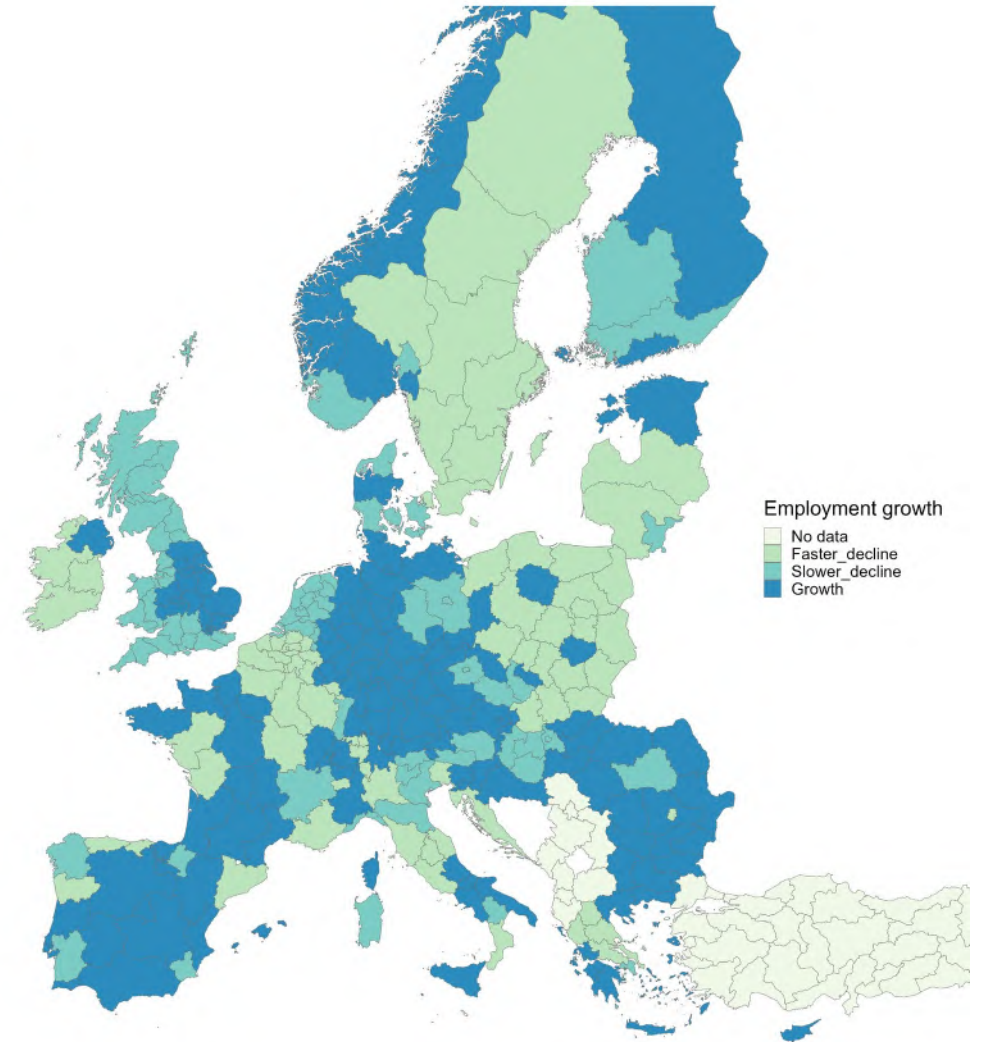 Employment growth
No data
Faster_decline
Slower_decline
Growth